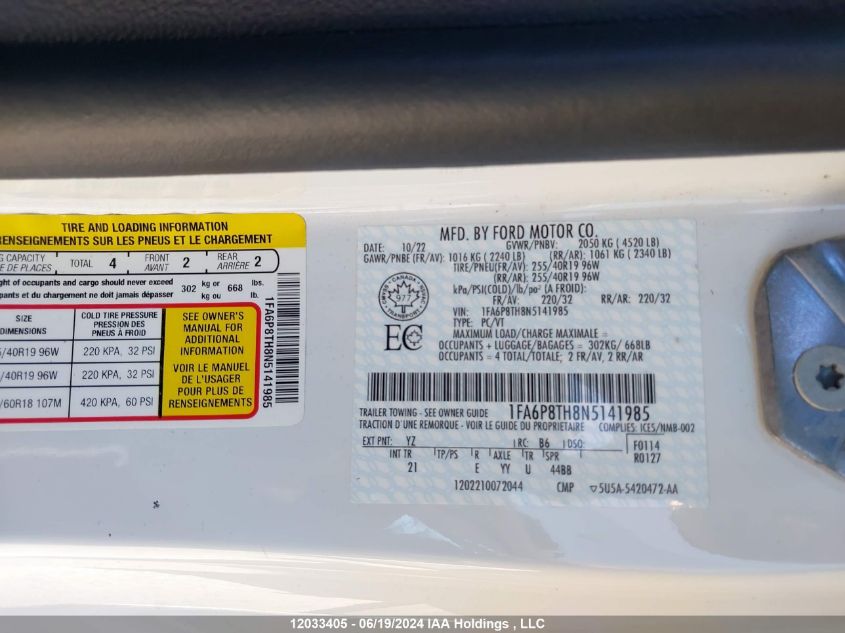 TIRE AND LOADING INFORMATION
RENSEIGNEMENTS SUR LES PNEUS ET LE CHARGEMENT
CAPACITY
DE PLACES
TOTAL 4
FRONT
AVANT 2
REAR
ARRIÈRE 2
of occupants and cargo should never exceed
et du chargement ne doit jamais dépasser
302 kg or
kg ou
668 lbs.
lb.
SIZE
DIMENSIONS
COLD TIRE PRESSURE
PRESSION DES
PNEUS À FROID
/40R19 96W
220 KPA, 32 PSI
/40R19 96W
220 KPA, 32 PSI
/60R18 107M
420 KPA, 60 PSI
SEE OWNER'S
MANUAL FOR
ADDITIONAL
INFORMATION
VOIR LE MANUEL
DE L'USAGER
POUR PLUS DE
RENSEIGNEMENTS
1FA6P8TH8N5141985
MFD. BY FORD MOTOR CO.
DATE: 10/22 GVWR/PNBV: 2050 KG ( 4520 LB)
GAWR/PNBE (FR/AV): 1016 KG ( 2240 LB) (RR/AR): 1061 KG ( 2340 LB)
TIRE/PNEU(FR/AV): 255/40R19 96W
(RR/AR): 255/40R19 96W
kPa/PSI(COLD)/lb/po² (A FROID):
FR/AV: 220/32 RR/AR: 220/32
VIN: 1FA6P8TH8N5141985
TYPE: PC/VT
MAXIMUM LOAD/CHARGE MAXIMALE =
OCCUPANTS + LUGGAGE/BAGAGES = 302KG/ 668LB
OCCUPANTS = 4 TOTAL/TOTALE; 2 FR/AV, 2 RR/AR
977
TRANSPORT
EC
TRAILER TOWING - SEE OWNER GUIDE 1FA6P8TH8N5141985
TRACTION D'UNE REMORQUE - VOIR LE GUIDE DU PROPRIETAIRE COMPLIES: ICES/NMB-002
EXT PNT: YZ RC: B6 DSO: F0114
R0127
INT TR TP/PS R AXLE TR SPR
21 E YY U 44BB
1202210072044 CMP ▽5U5A-5420472-AA
12033405 - 06/19/2024 IAA Holdings , LLC